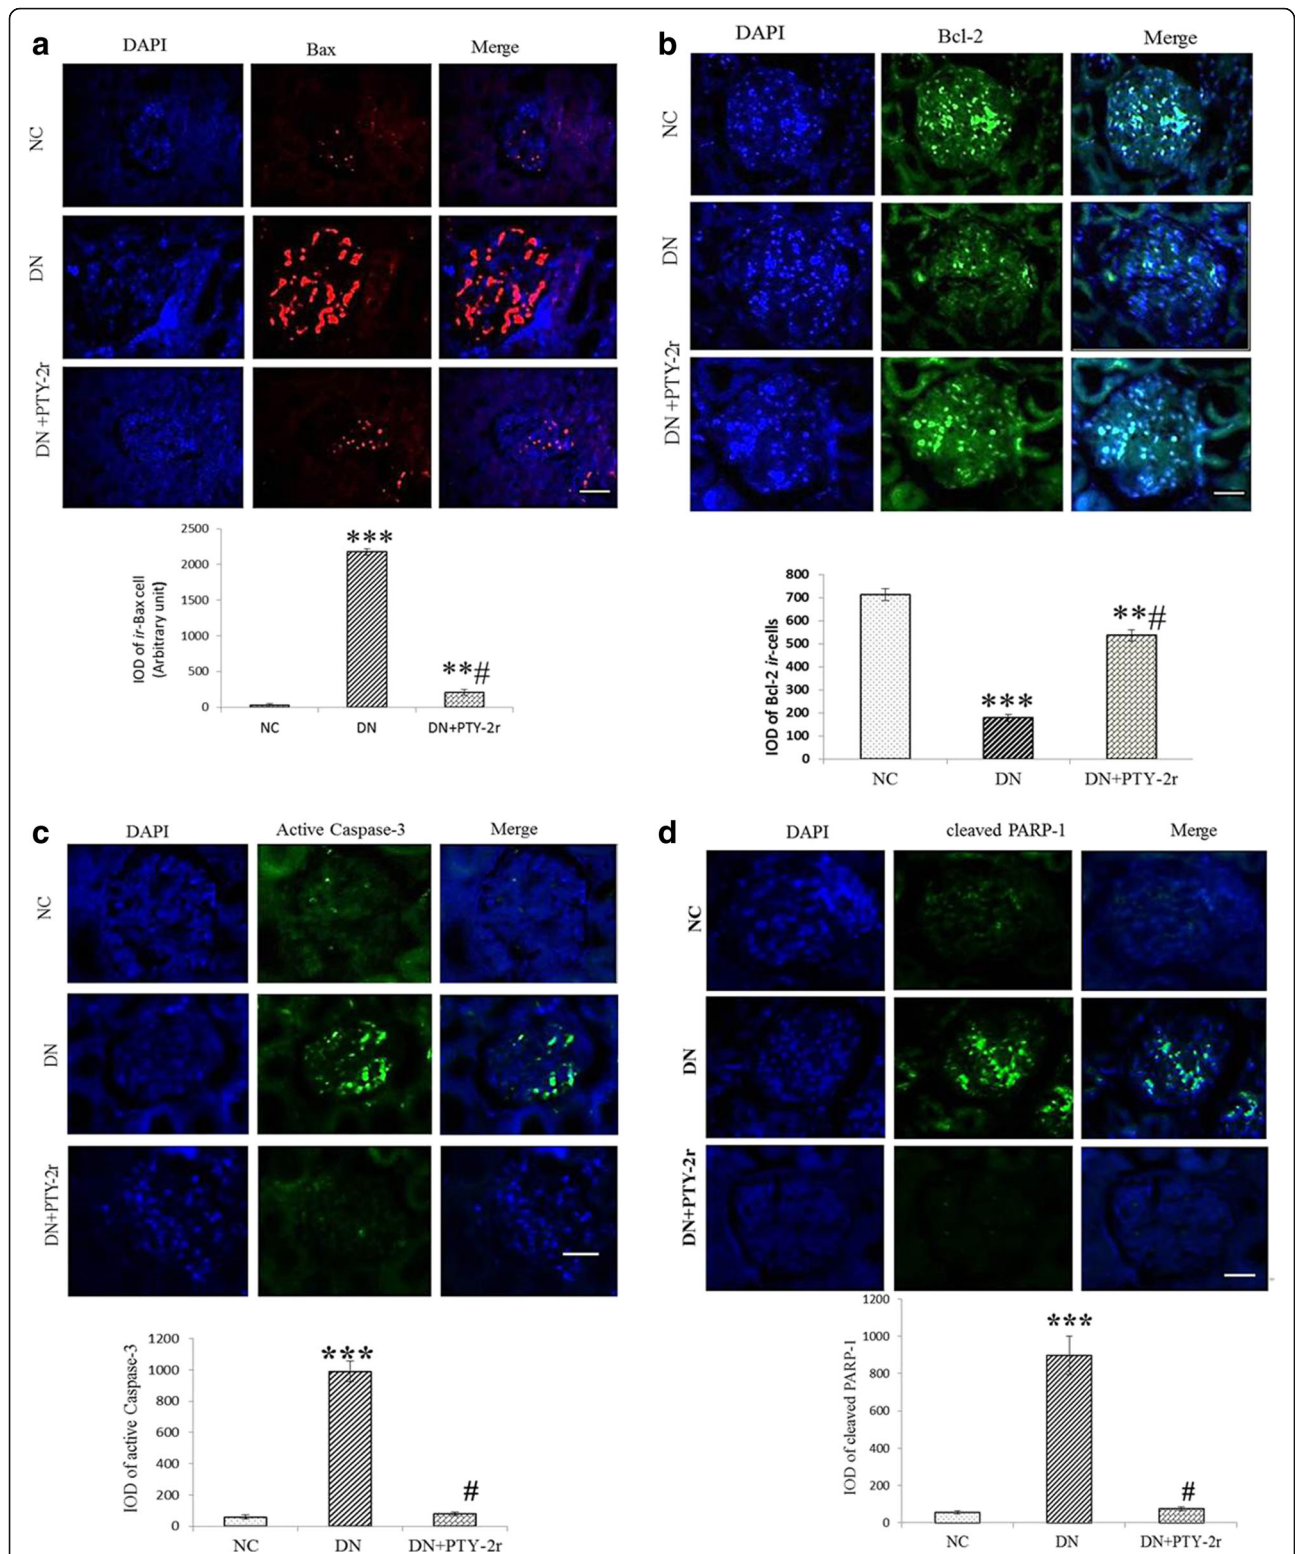 a
DAPI Bax Merge
NC
DN
DN +PTY-2r
2500
2000
1500
1000
500
0
IOD of ir-Bax cell
(Arbitrary unit)
***
**#
NC DN DN+PTY-2r
b
DAPI Bcl-2 Merge
NC
DN
DN +PTY-2r
800
700
600
500
400
300
200
100
0
IOD of Bcl-2 ir-cells
***
**#
NC DN DN+PTY-2r
c
DAPI Active Caspase-3 Merge
NC
DN
DN+PTY-2r
1200
1000
800
600
400
200
0
IOD of active Caspase-3
***
#
NC DN DN+PTY-2r
d
DAPI cleaved PARP-1 Merge
NC
DN
DN+PTY-2r
1200
1000
800
600
400
200
0
IOD of cleaved PARP-1
***
#
NC DN DN+PTY-2r